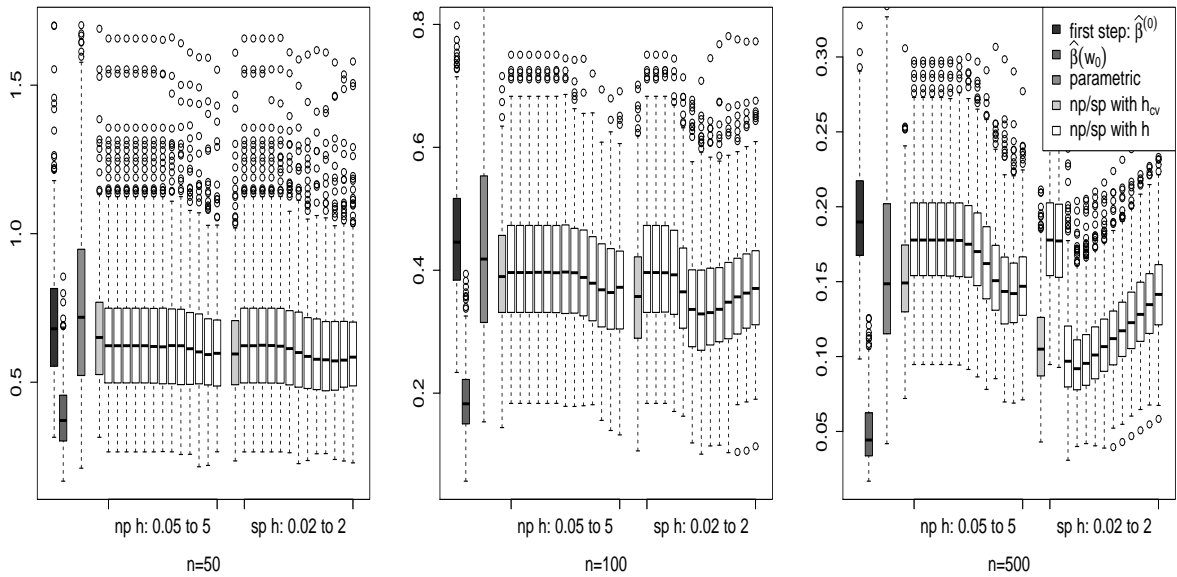 0.5
1.0
1.5
np h: 0.05 to 5
sp h: 0.02 to 2
n=50
0.2
0.4
0.6
0.8
np h: 0.05 to 5
sp h: 0.02 to 2
n=100
0.05
0.10
0.15
0.20
0.25
0.30
first step: β̂⁽⁰⁾
β̂(w₀)
parametric
np/sp with h_cv
np/sp with h
np h: 0.05 to 5
sp h: 0.02 to 2
n=500